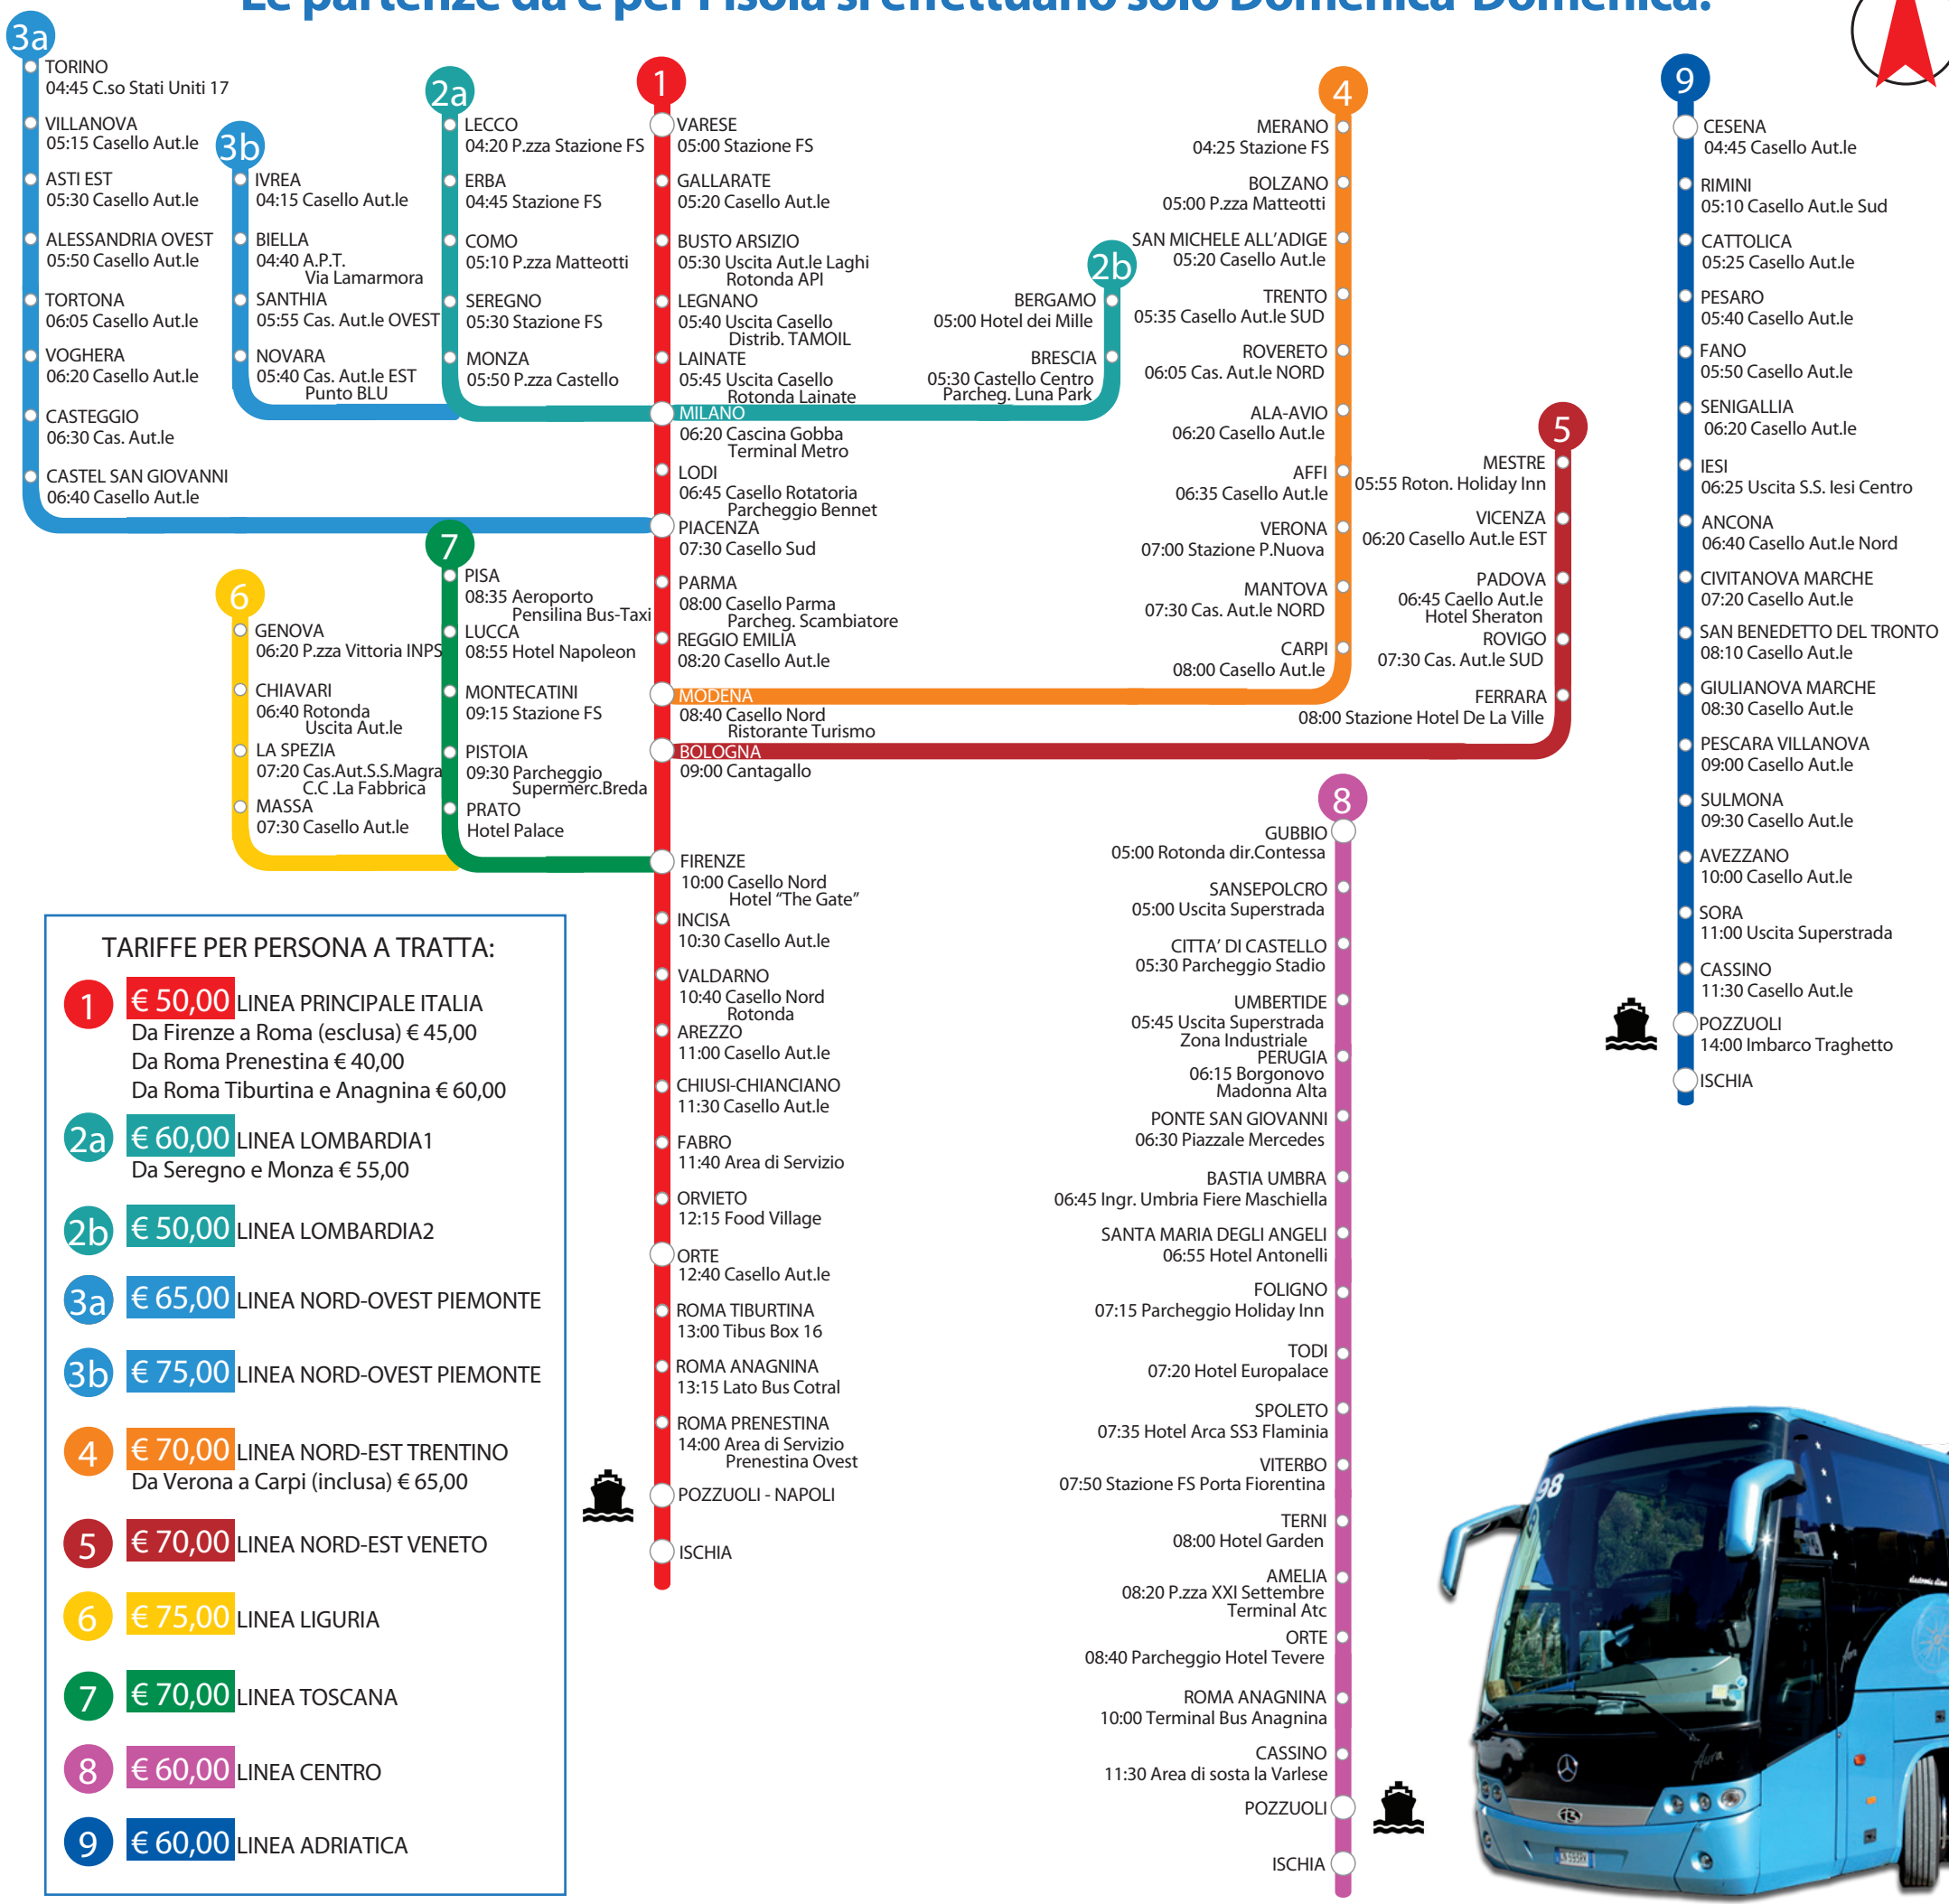 Le partenze da e per l'Isola si effettuano solo Domenica-Domenica.
3a
TORINO
04:45 C.so Stati Uniti 17
VILLANOVA
05:15 Casello Aut.le
ASTI EST
05:30 Casello Aut.le
ALESSANDRIA OVEST
05:50 Casello Aut.le
TORTONA
06:05 Casello Aut.le
VOGHERA
06:20 Casello Aut.le
CASTEGGIO
06:30 Cas. Aut.le
CASTEL SAN GIOVANNI
06:40 Casello Aut.le
3b
IVREA
04:15 Casello Aut.le
BIELLA
04:40 A.P.T.
Via Lamarmora
SANTHIA
05:55 Cas. Aut.le OVEST
NOVARA
05:40 Cas. Aut.le EST
Punto BLU
2a
LECCO
04:20 P.zza Stazione FS
ERBA
04:45 Stazione FS
COMO
05:10 P.zza Matteotti
SEREGNO
05:30 Stazione FS
MONZA
05:50 P.zza Castello
1
VARESE
05:00 Stazione FS
GALLARATE
05:20 Casello Aut.le
BUSTO ARSIZIO
05:30 Uscita Aut.le Laghi
Rotonda API
LEGNANO
05:40 Uscita Casello
Distrib. TAMOIL
LAINATE
05:45 Uscita Casello
Rotonda Lainate
MILANO
06:20 Cascina Gobba
Terminal Metro
LODI
06:45 Casello Rotatoria
Parcheggio Bennet
PIACENZA
07:30 Casello Sud
PARMA
08:00 Casello Parma
Parcheg. Scambiatore
REGGIO EMILIA
08:20 Casello Aut.le
MODENA
08:40 Casello Nord
Ristorante Turismo
BOLOGNA
09:00 Cantagallo
FIRENZE
10:00 Casello Nord
Hotel “The Gate”
INCISA
10:30 Casello Aut.le
VALDARNO
10:40 Casello Nord
Rotonda
AREZZO
11:00 Casello Aut.le
CHIUSI-CHIANCIANO
11:30 Casello Aut.le
FABRO
11:40 Area di Servizio
ORVIETO
12:15 Food Village
ORTE
12:40 Casello Aut.le
ROMA TIBURTINA
13:00 Tibus Box 16
ROMA ANAGNINA
13:15 Lato Bus Cotral
ROMA PRENESTINA
14:00 Area di Servizio
Prenestina Ovest
POZZUOLI - NAPOLI
ISCHIA
2b
BERGAMO
05:00 Hotel dei Mille
BRESCIA
05:30 Castello Centro
Parcheg. Luna Park
4
MERANO
04:25 Stazione FS
BOLZANO
05:00 P.zza Matteotti
SAN MICHELE ALL’ADIGE
05:20 Casello Aut.le
TRENTO
05:35 Casello Aut.le SUD
ROVERETO
06:05 Cas. Aut.le NORD
ALA-AVIO
06:20 Casello Aut.le
AFFI
06:35 Casello Aut.le
VERONA
07:00 Stazione P.Nuova
MANTOVA
07:30 Cas. Aut.le NORD
CARPI
08:00 Casello Aut.le
5
MESTRE
05:55 Roton. Holiday Inn
VICENZA
06:20 Casello Aut.le EST
PADOVA
06:45 Caello Aut.le
Hotel Sheraton
ROVIGO
07:30 Cas. Aut.le SUD
FERRARA
08:00 Stazione Hotel De La Ville
9
CESENA
04:45 Casello Aut.le
RIMINI
05:10 Casello Aut.le Sud
CATTOLICA
05:25 Casello Aut.le
PESARO
05:40 Casello Aut.le
FANO
05:50 Casello Aut.le
SENIGALLIA
06:20 Casello Aut.le
IESI
06:25 Uscita S.S. Iesi Centro
ANCONA
06:40 Casello Aut.le Nord
CIVITANOVA MARCHE
07:20 Casello Aut.le
SAN BENEDETTO DEL TRONTO
08:10 Casello Aut.le
GIULIANOVA MARCHE
08:30 Casello Aut.le
PESCARA VILLANOVA
09:00 Casello Aut.le
SULMONA
09:30 Casello Aut.le
AVEZZANO
10:00 Casello Aut.le
SORA
11:00 Uscita Superstrada
CASSINO
11:30 Casello Aut.le
POZZUOLI
14:00 Imbarco Traghetto
ISCHIA
6
GENOVA
06:20 P.zza Vittoria INPS
CHIAVARI
06:40 Rotonda
Uscita Aut.le
LA SPEZIA
07:20 Cas.Aut.S.S.Magra
C.C .La Fabbrica
MASSA
07:30 Casello Aut.le
7
PISA
08:35 Aeroporto
Pensilina Bus-Taxi
LUCCA
08:55 Hotel Napoleon
MONTECATINI
09:15 Stazione FS
PISTOIA
09:30 Parcheggio
Supermerc.Breda
PRATO
Hotel Palace
8
GUBBIO
05:00 Rotonda dir.Contessa
SANSEPOLCRO
05:00 Uscita Superstrada
CITTA’ DI CASTELLO
05:30 Parcheggio Stadio
UMBERTIDE
05:45 Uscita Superstrada
Zona Industriale
PERUGIA
06:15 Borgonovo
Madonna Alta
PONTE SAN GIOVANNI
06:30 Piazzale Mercedes
BASTIA UMBRA
06:45 Ingr. Umbria Fiere Maschiella
SANTA MARIA DEGLI ANGELI
06:55 Hotel Antonelli
FOLIGNO
07:15 Parcheggio Holiday Inn
TODI
07:20 Hotel Europalace
SPOLETO
07:35 Hotel Arca SS3 Flaminia
VITERBO
07:50 Stazione FS Porta Fiorentina
TERNI
08:00 Hotel Garden
AMELIA
08:20 P.zza XXI Settembre
Terminal Atc
ORTE
08:40 Parcheggio Hotel Tevere
ROMA ANAGNINA
10:00 Terminal Bus Anagnina
CASSINO
11:30 Area di sosta la Varlese
POZZUOLI
ISCHIA
TARIFFE PER PERSONA A TRATTA:
1 € 50,00 LINEA PRINCIPALE ITALIA
Da Firenze a Roma (esclusa) € 45,00
Da Roma Prenestina € 40,00
Da Roma Tiburtina e Anagnina € 60,00
2a € 60,00 LINEA LOMBARDIA1
Da Seregno e Monza € 55,00
2b € 50,00 LINEA LOMBARDIA2
3a € 65,00 LINEA NORD-OVEST PIEMONTE
3b € 75,00 LINEA NORD-OVEST PIEMONTE
4 € 70,00 LINEA NORD-EST TRENTINO
Da Verona a Carpi (inclusa) € 65,00
5 € 70,00 LINEA NORD-EST VENETO
6 € 75,00 LINEA LIGURIA
7 € 70,00 LINEA TOSCANA
8 € 60,00 LINEA CENTRO
9 € 60,00 LINEA ADRIATICA
98
Aura